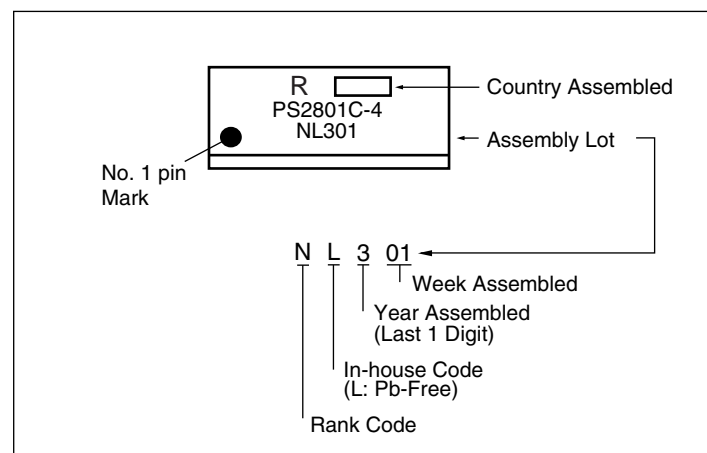 R
Country Assembled
PS2801C-4
NL301
Assembly Lot
No. 1 pin
Mark
N L 3 01
Week Assembled
Year Assembled
(Last 1 Digit)
In-house Code
(L: Pb-Free)
Rank Code